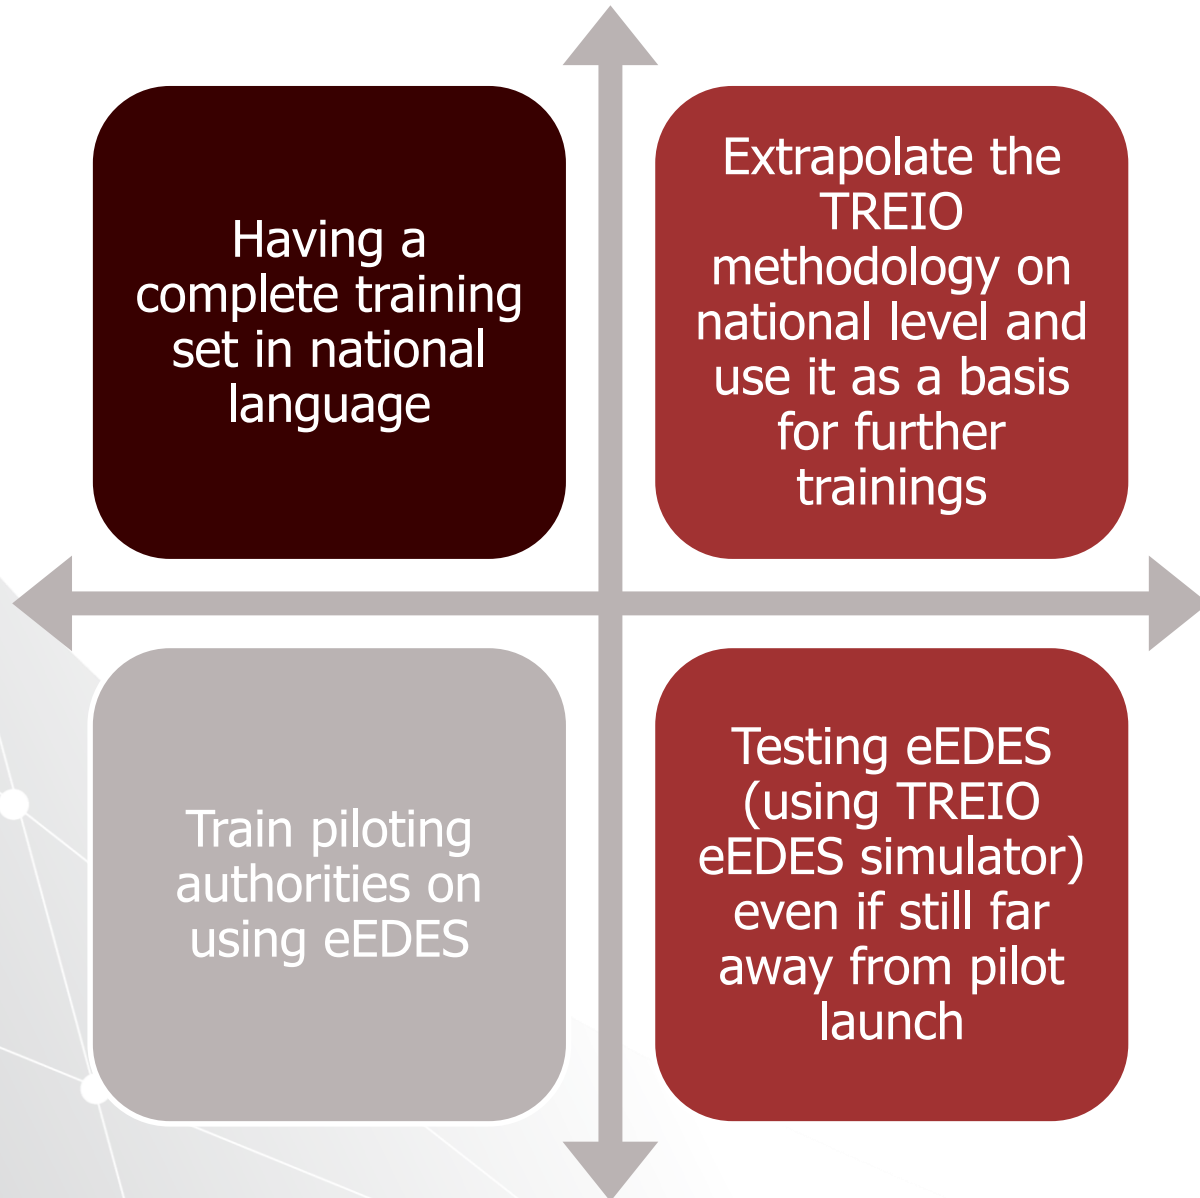 Having a
complete training
set in national
language
Extrapolate the
TREIO
methodology on
national level and
use it as a basis
for further
trainings
Train piloting
authorities on
using eEDES
Testing eEDES
(using TREIO
eEDES simulator)
even if still far
away from pilot
launch